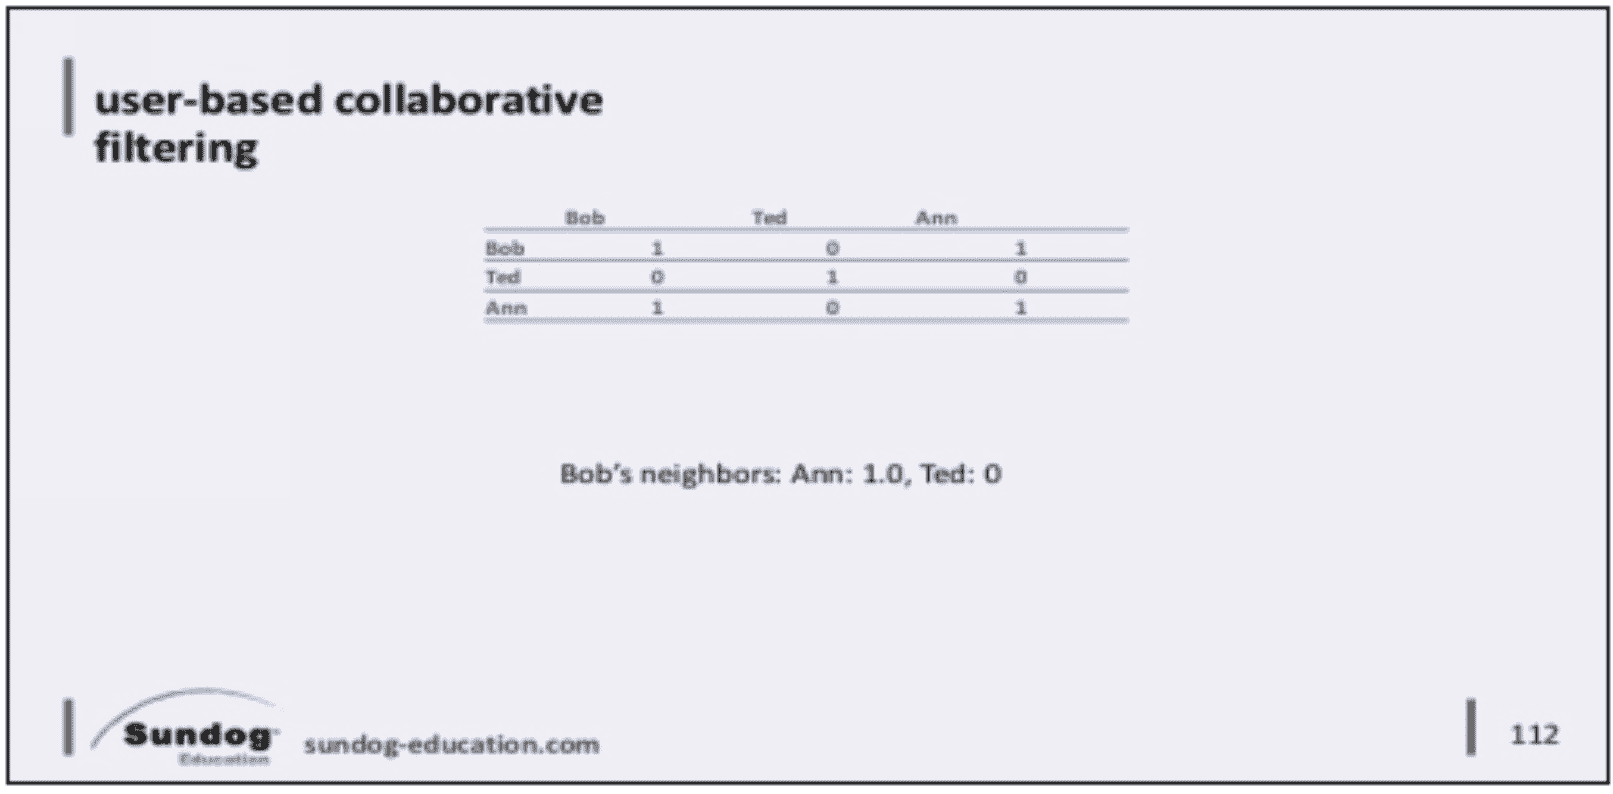 user-based collaborative
filtering
Bob Ted Ann
Bob 1 0 1
Ted 0 1 0
Ann 1 0 1
Bob’s neighbors: Ann: 1.0, Ted: 0
Sundog
Education
sundog-education.com
112